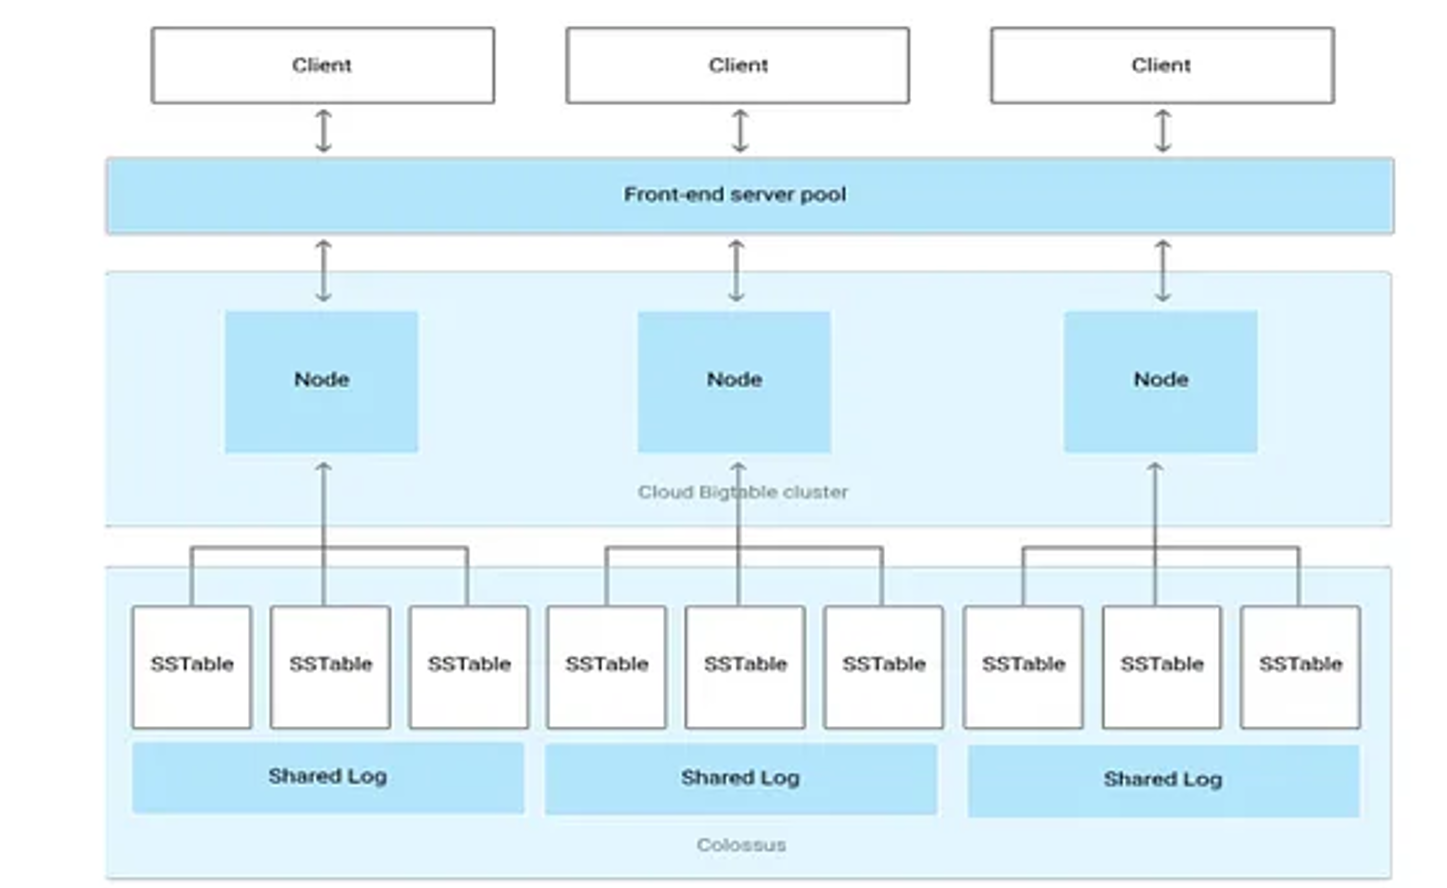 Client
Client
Client
Front-end server pool
Node
Node
Node
Cloud Bigtable cluster
SSTable
SSTable
SSTable
SSTable
SSTable
SSTable
SSTable
SSTable
SSTable
Shared Log
Shared Log
Shared Log
Colossus